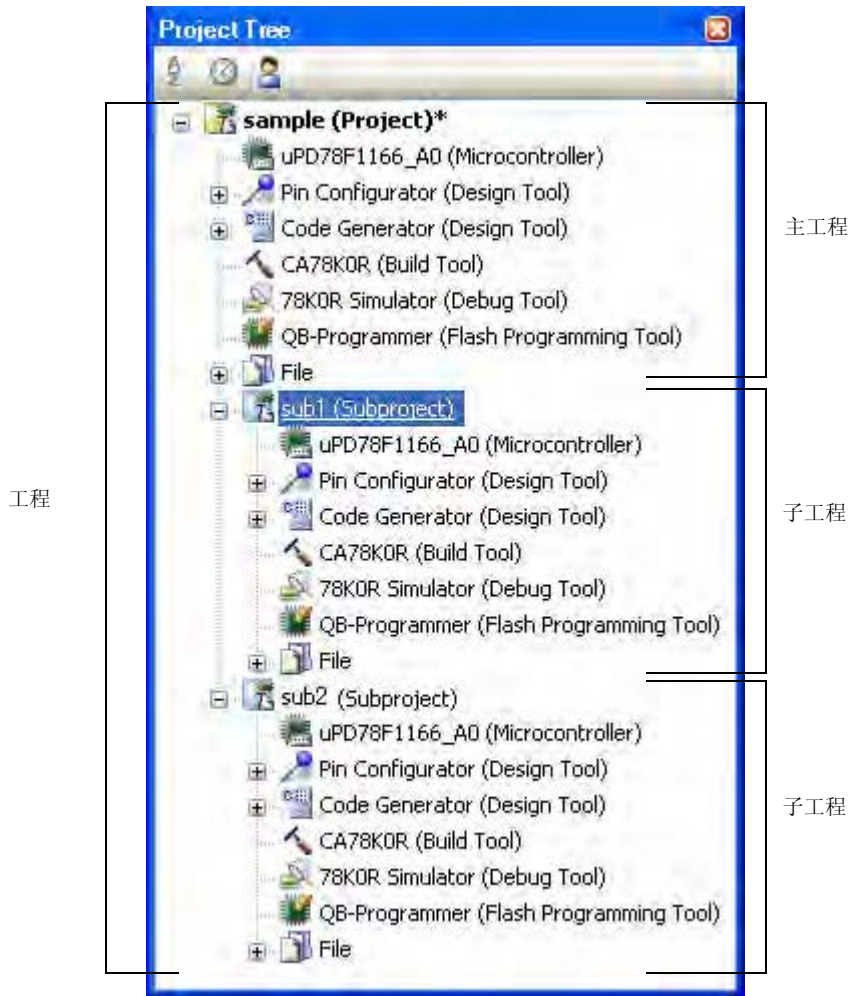 Project Tree
sample (Project)*
uPD78F1166_A0 (Microcontroller)
Pin Configurator (Design Tool)
Code Generator (Design Tool)
CA78K0R (Build Tool)
78K0R Simulator (Debug Tool)
QB-Programmer (Flash Programming Tool)
File
主工程
sub1 (Subproject)
uPD78F1166_A0 (Microcontroller)
Pin Configurator (Design Tool)
Code Generator (Design Tool)
CA78K0R (Build Tool)
78K0R Simulator (Debug Tool)
QB-Programmer (Flash Programming Tool)
File
工程
子工程
sub2 (Subproject)
uPD78F1166_A0 (Microcontroller)
Pin Configurator (Design Tool)
Code Generator (Design Tool)
CA78K0R (Build Tool)
78K0R Simulator (Debug Tool)
QB-Programmer (Flash Programming Tool)
File
子工程